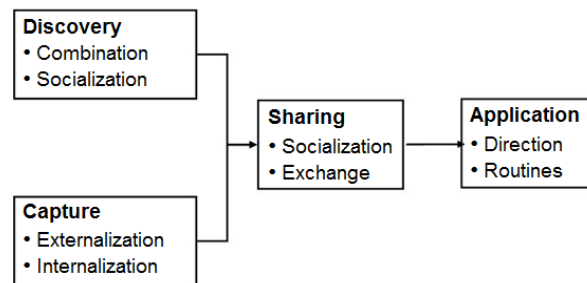 Discovery
• Combination
• Socialization
Sharing
• Socialization
• Exchange
Application
• Direction
• Routines
Capture
• Externalization
• Internalization